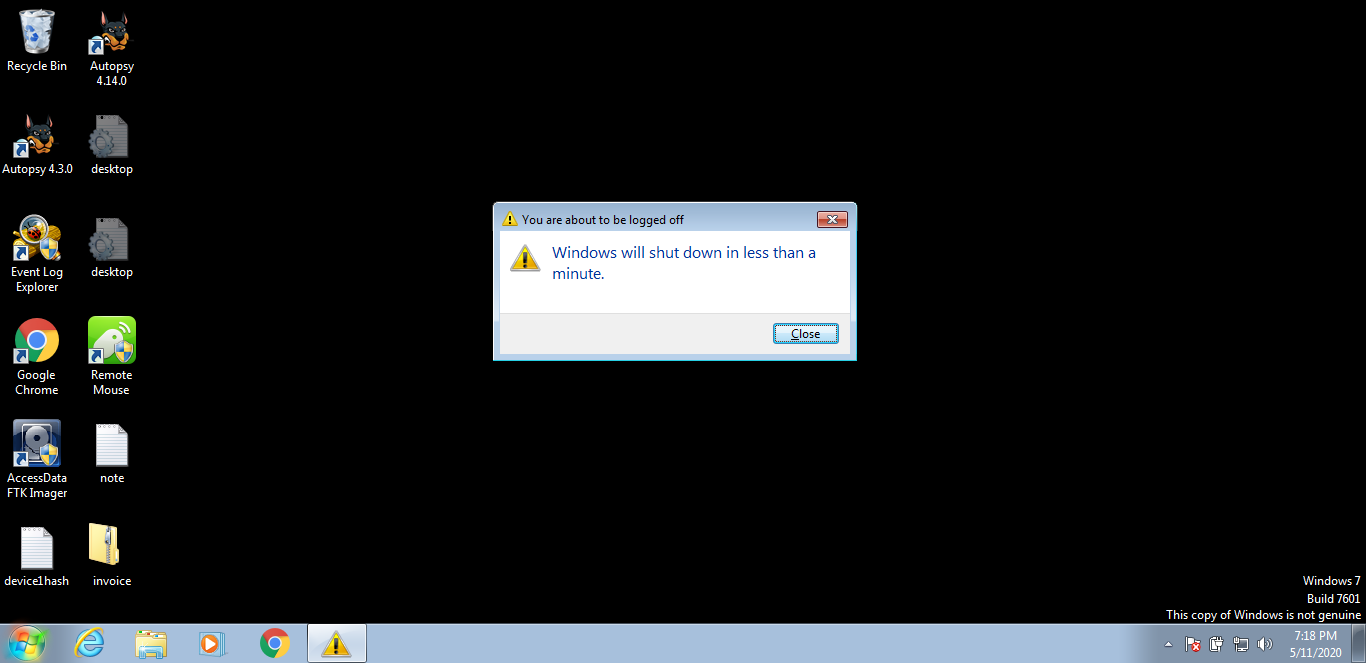 Recycle Bin
Autopsy
4.14.0
Autopsy 4.3.0
desktop
Event Log
Explorer
desktop
Google
Chrome
Remote
Mouse
AccessData
FTK Imager
note
device1hash
invoice
You are about to be logged off
Windows will shut down in less than a
minute.
Close
Windows 7
Build 7601
This copy of Windows is not genuine
7:18 PM
5/11/2020